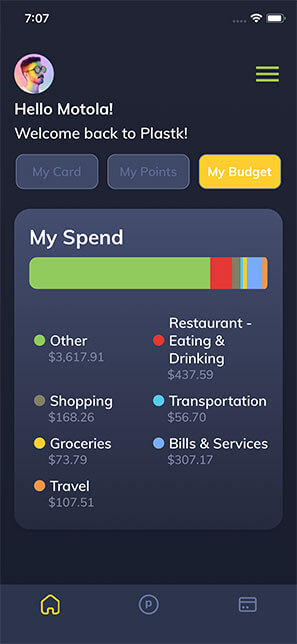 7:07
Hello Motola!
Welcome back to Plastk!
My Card My Points My Budget
My Spend
Other
$3,617.91
Restaurant -
Eating &
Drinking
$437.59
Shopping
$168.26
Transportation
$56.70
Groceries
$73.79
Bills & Services
$307.17
Travel
$107.51
P